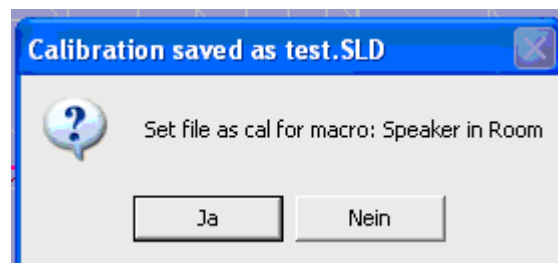 Calibration saved as test.SLD
Set file as cal for macro: Speaker in Room
Ja
Nein